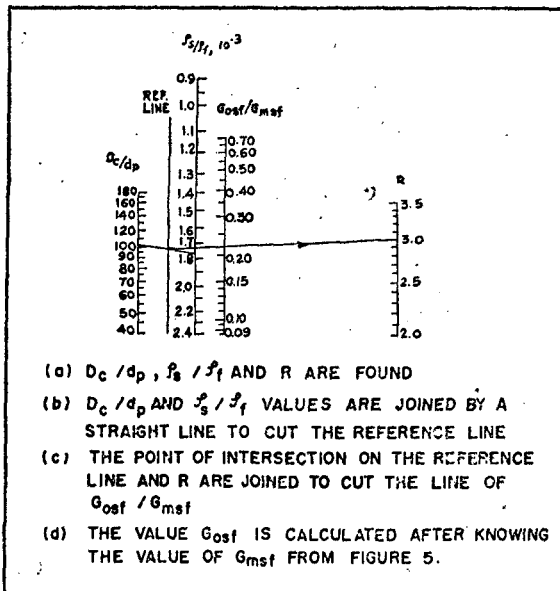 ρs/ρf, 10⁻³
0.9
REF.
LINE
1.0
Gosf/Gmsf
1.1
0.70
Dc/dp
1.2
0.60
1.3
0.50
180
1.4
0.40
R
160
3.5
140
1.5
0.30
120
1.6
100
1.7
3.0
90
1.8
0.20
80
70
2.0
0.15
2.5
60
50
2.2
0.10
40
2.4
0.09
2.0
(a) Dc/dp, ρs/ρf AND R ARE FOUND
(b) Dc/dp AND ρs/ρf VALUES ARE JOINED BY A
STRAIGHT LINE TO CUT THE REFERENCE LINE
(c) THE POINT OF INTERSECTION ON THE REFERENCE
LINE AND R ARE JOINED TO CUT THE LINE OF
Gosf/Gmsf
(d) THE VALUE Gosf IS CALCULATED AFTER KNOWING
THE VALUE OF Gmsf FROM FIGURE 5.